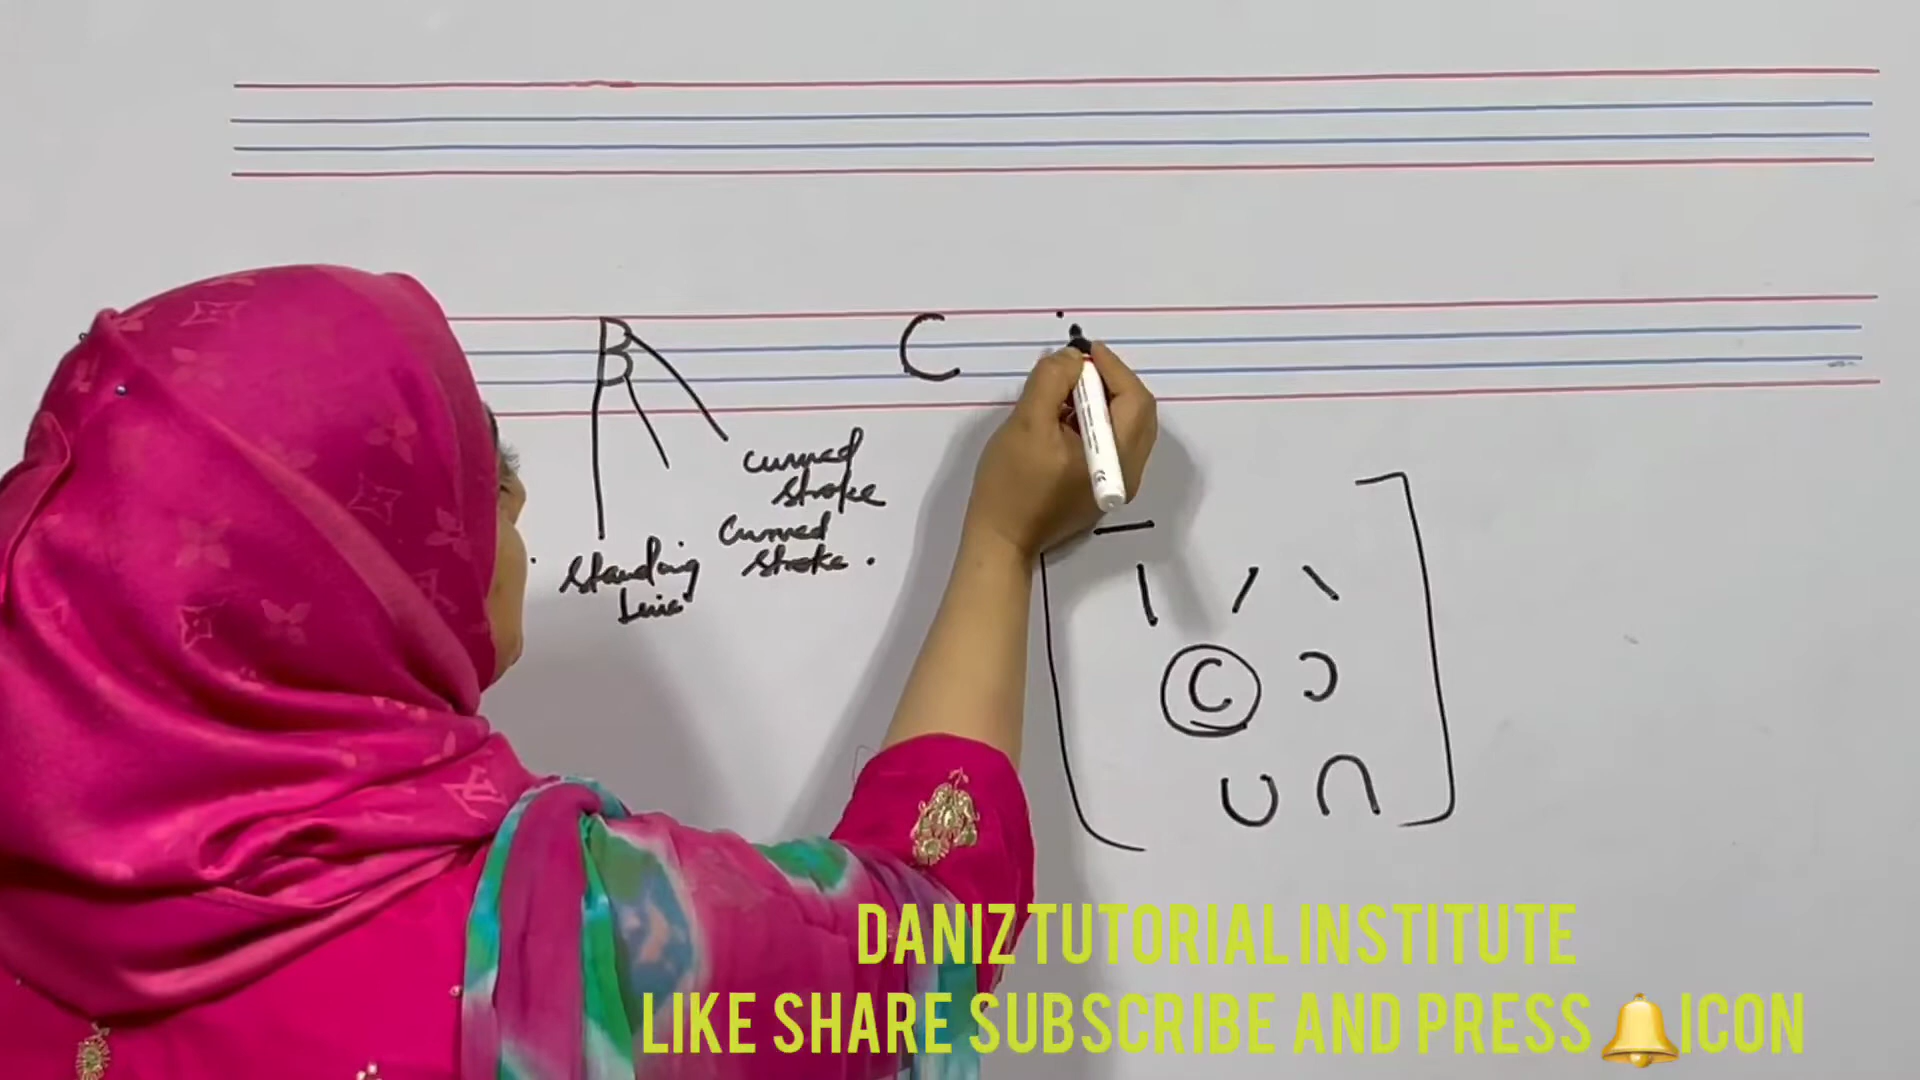 B C
curved
stroke
Curved
stroke.
Standing
Line
C
DANIZ TUTORIAL INSTITUTE
LIKE SHARE SUBSCRIBE AND PRESS 🔔 ICON